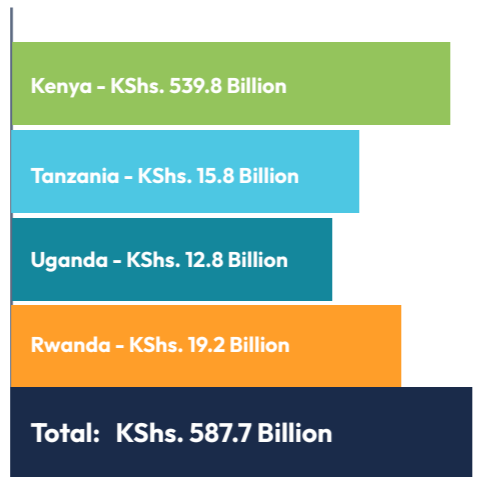 Kenya - KShs. 539.8 Billion
Tanzania - KShs. 15.8 Billion
Uganda - KShs. 12.8 Billion
Rwanda - KShs. 19.2 Billion
Total: KShs. 587.7 Billion